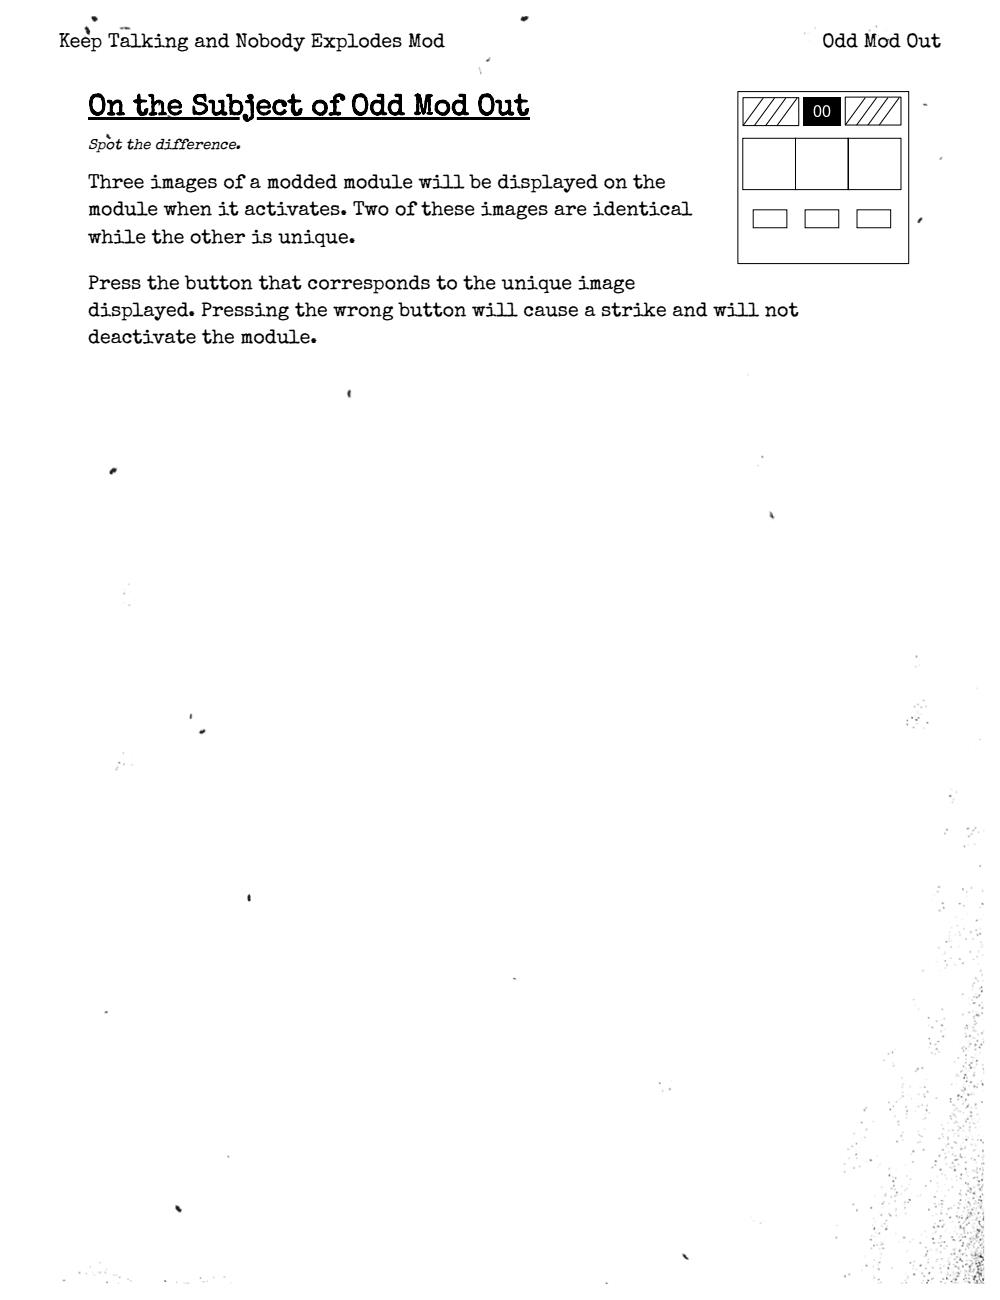 Keep Talking and Nobody Explodes Mod
Odd Mod Out
On the Subject of Odd Mod Out
00
Spot the difference.
Three images of a modded module will be displayed on the
module when it activates. Two of these images are identical
while the other is unique.
Press the button that corresponds to the unique image
displayed. Pressing the wrong button will cause a strike and will not
deactivate the module.